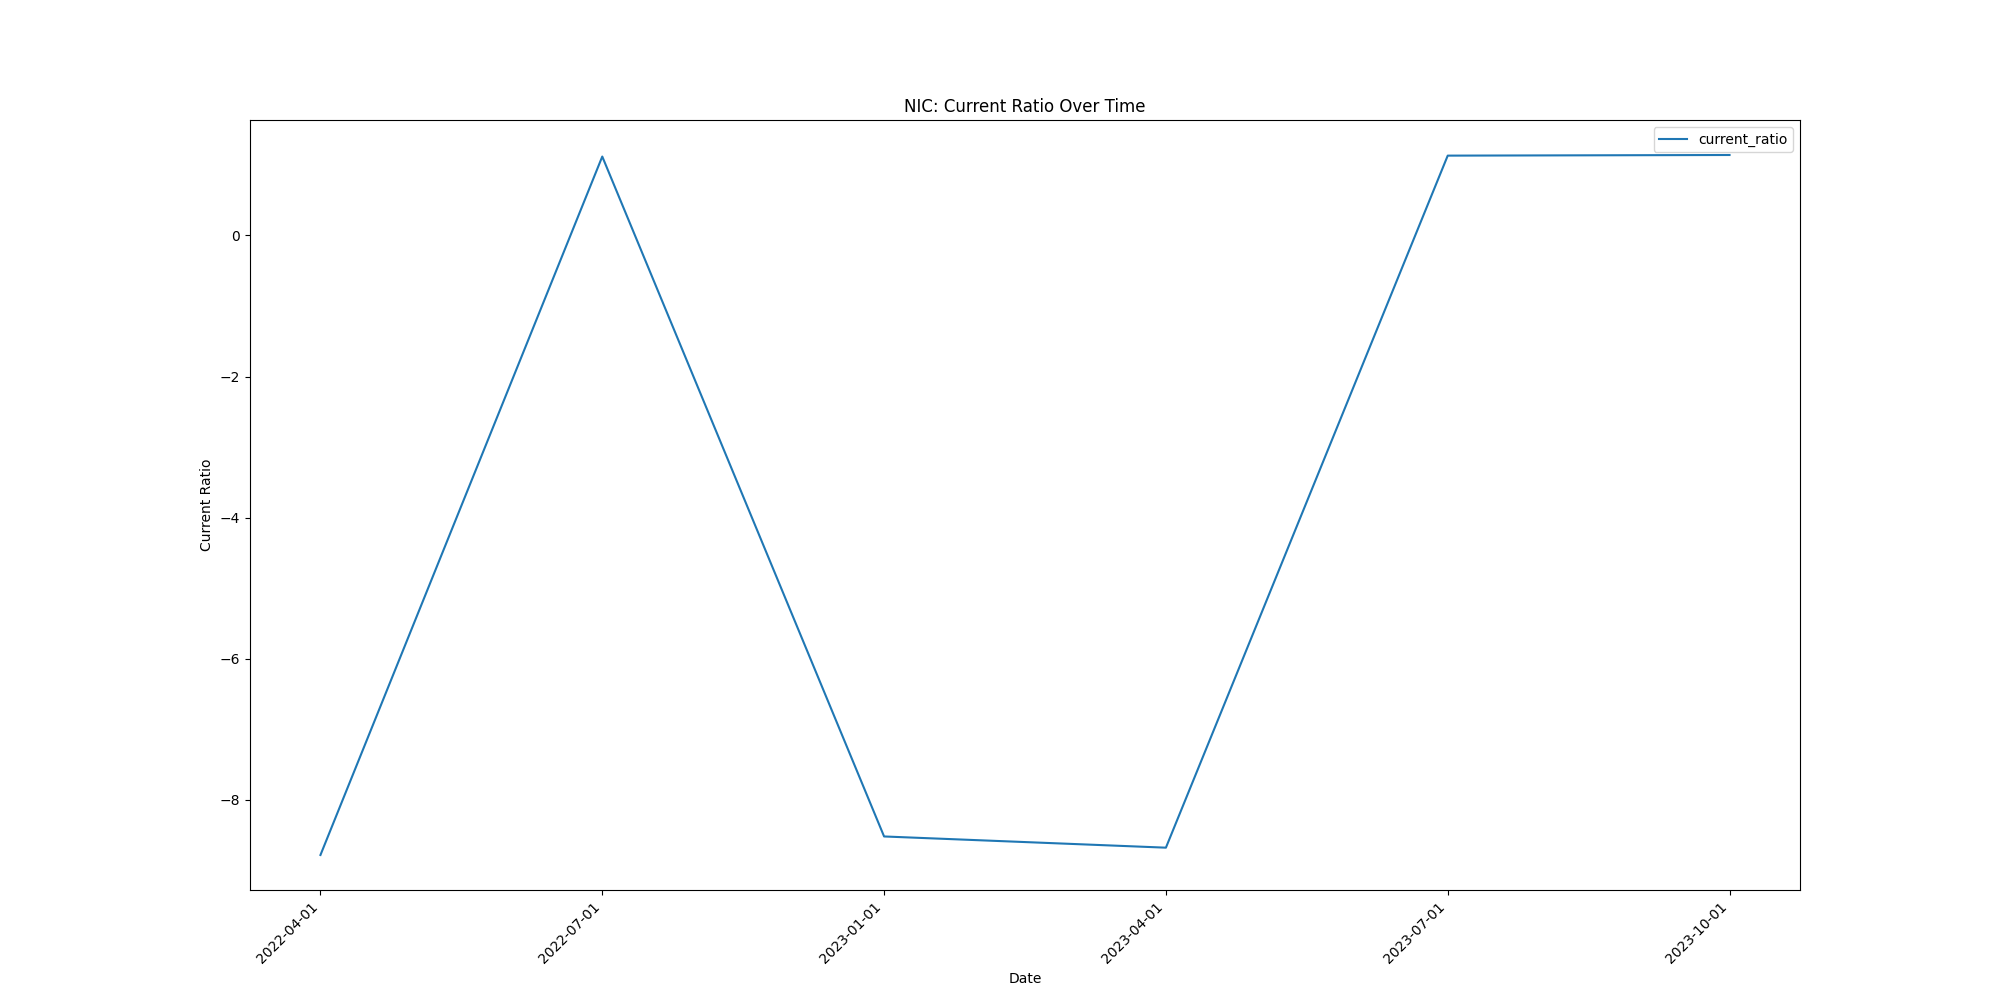 NIC: Current Ratio Over Time
current_ratio
0
−2
−4
−6
−8
Current Ratio
2022-04-01
2022-07-01
2023-01-01
2023-04-01
2023-07-01
2023-10-01
Date